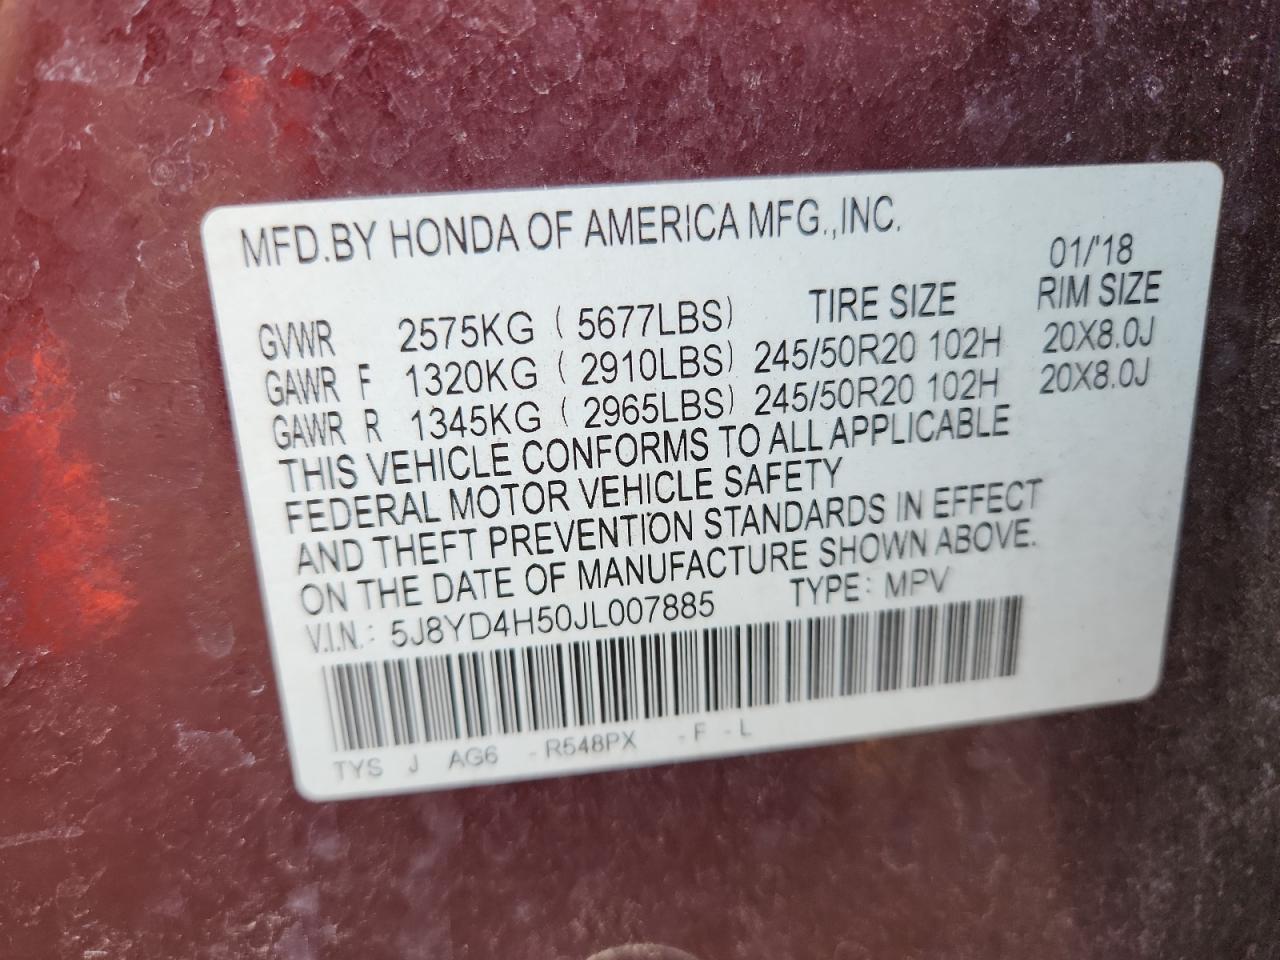 MFD.BY HONDA OF AMERICA MFG.,INC.
01/'18
GVWR 2575KG ( 5677LBS) TIRE SIZE RIM SIZE
GAWR F 1320KG ( 2910LBS) 245/50R20 102H 20X8.0J
GAWR R 1345KG ( 2965LBS) 245/50R20 102H 20X8.0J
THIS VEHICLE CONFORMS TO ALL APPLICABLE
FEDERAL MOTOR VEHICLE SAFETY
AND THEFT PREVENTION STANDARDS IN EFFECT
ON THE DATE OF MANUFACTURE SHOWN ABOVE.
V.I.N.: 5J8YD4H50JL007885 TYPE: MPV
TYS J AG6 -R548PX -F -L